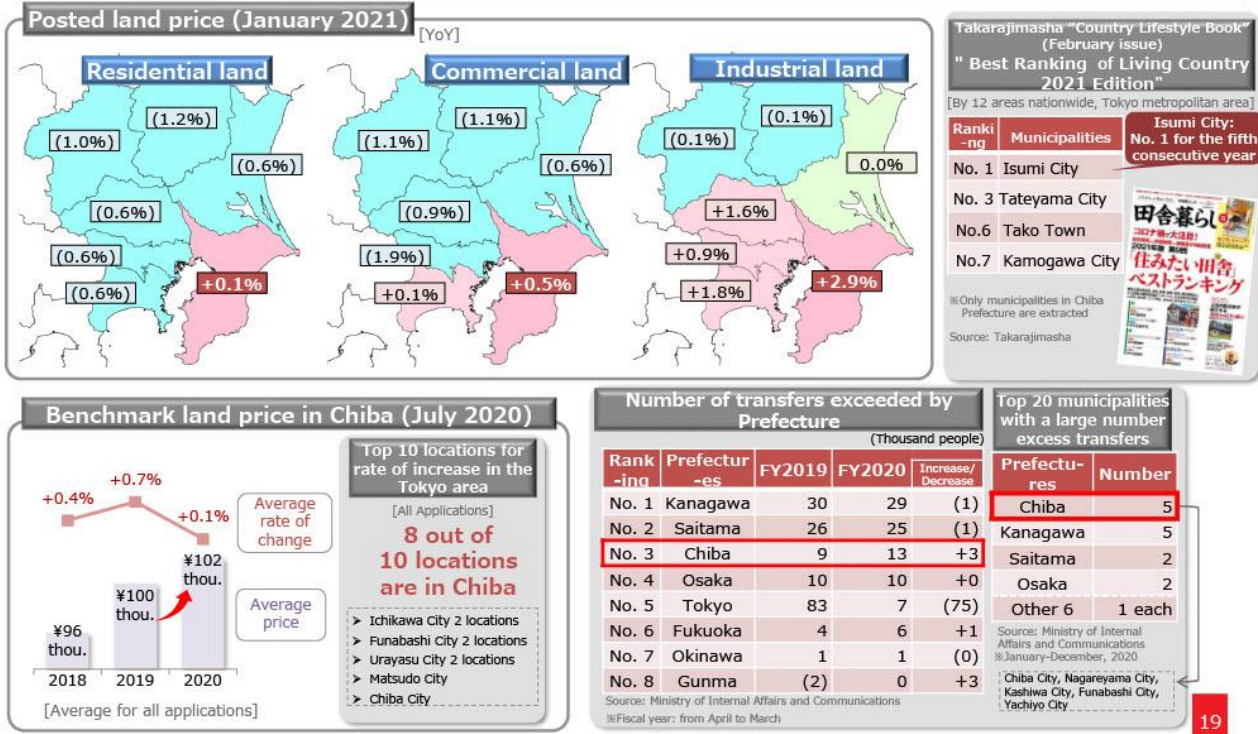 Posted land price (January 2021)
[YoY]
Residential land
(1.2%)
(1.0%)
(0.6%)
(0.6%)
(0.6%)
(0.6%)
+0.1%
Commercial land
(1.1%)
(1.1%)
(0.6%)
(0.9%)
(1.9%)
+0.1%
+0.5%
Industrial land
(0.1%)
(0.1%)
0.0%
+1.6%
+0.9%
+1.8%
+2.9%
Takarajimasha “Country Lifestyle Book”
(February issue)
" Best Ranking of Living Country
2021 Edition"
[By 12 areas nationwide, Tokyo metropolitan area]
Ranki
-ng
Municipalities
Isumi City:
No. 1 for the fifth
consecutive year
No. 1 Isumi City
No. 3 Tateyama City
No.6 Tako Town
No.7 Kamogawa City
※Only municipalities in Chiba
Prefecture are extracted
Source: Takarajimasha
田舎暮らし
コロナ禍で大注目!
2021年版
「住みたい田舎」
ベストランキング
Benchmark land price in Chiba (July 2020)
+0.4%
+0.7%
+0.1%
Average
rate of
change
¥96
thou.
¥100
thou.
¥102
thou.
Average
price
2018 2019 2020
[Average for all applications]
Top 10 locations for
rate of increase in the
Tokyo area
[All Applications]
8 out of
10 locations
are in Chiba
➤ Ichikawa City 2 locations
➤ Funabashi City 2 locations
➤ Urayasu City 2 locations
➤ Matsudo City
➤ Chiba City
Number of transfers exceeded by
Prefecture
(Thousand people)
Rank
-ing
Prefectur
-es
FY2019 FY2020
Increase/
Decrease
No. 1 Kanagawa 30 29 (1)
No. 2 Saitama 26 25 (1)
No. 3 Chiba 9 13 +3
No. 4 Osaka 10 10 +0
No. 5 Tokyo 83 7 (75)
No. 6 Fukuoka 4 6 +1
No. 7 Okinawa 1 1 (0)
No. 8 Gunma (2) 0 +3
Source: Ministry of Internal Affairs and Communications
※Fiscal year: from April to March
Top 20 municipalities
with a large number
excess transfers
Prefectu-
res
Number
Chiba 5
Kanagawa 5
Saitama 2
Osaka 2
Other 6 1 each
Source: Ministry of Internal
Affairs and Communications
※January-December, 2020
Chiba City, Nagareyama City,
Kashiwa City, Funabashi City,
Yachiyo City
19